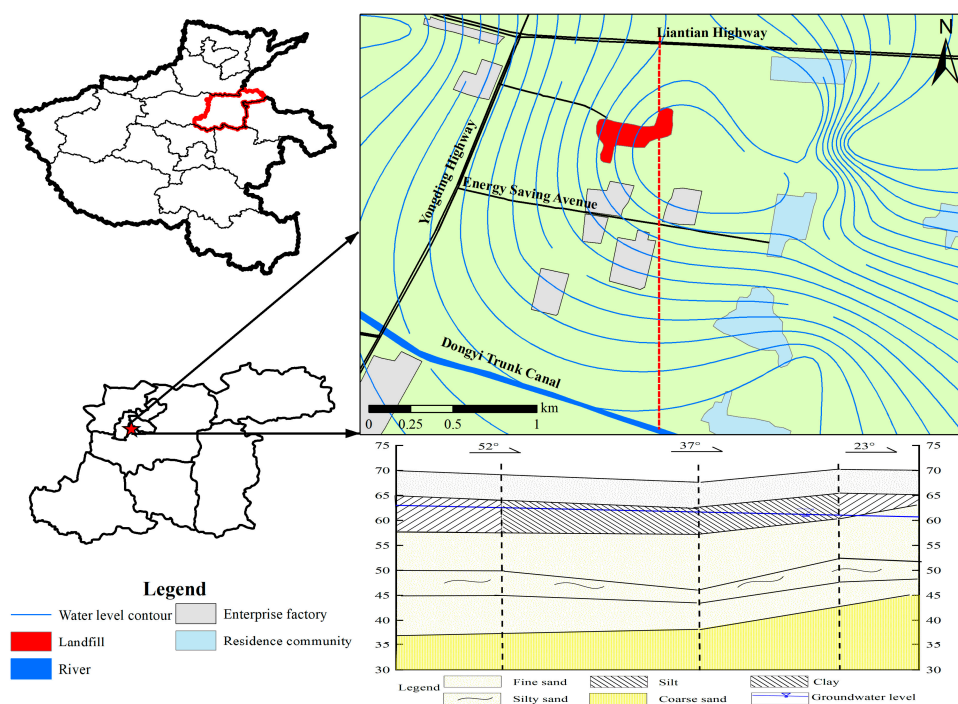 Liantian Highway
N
Yongding Highway
Energy Saving Avenue
Dongyi Trunk Canal
0 0.25 0.5 1
km
75 52° 37° 23° 75
70 70
65 65
60 60
55 55
50 50
45 45
40 40
35 35
30 30
Legend
Water level contour Enterprise factory
Landfill Residence community
River
Legend Fine sand Silt Clay
Silty sand Coarse sand Groundwater level